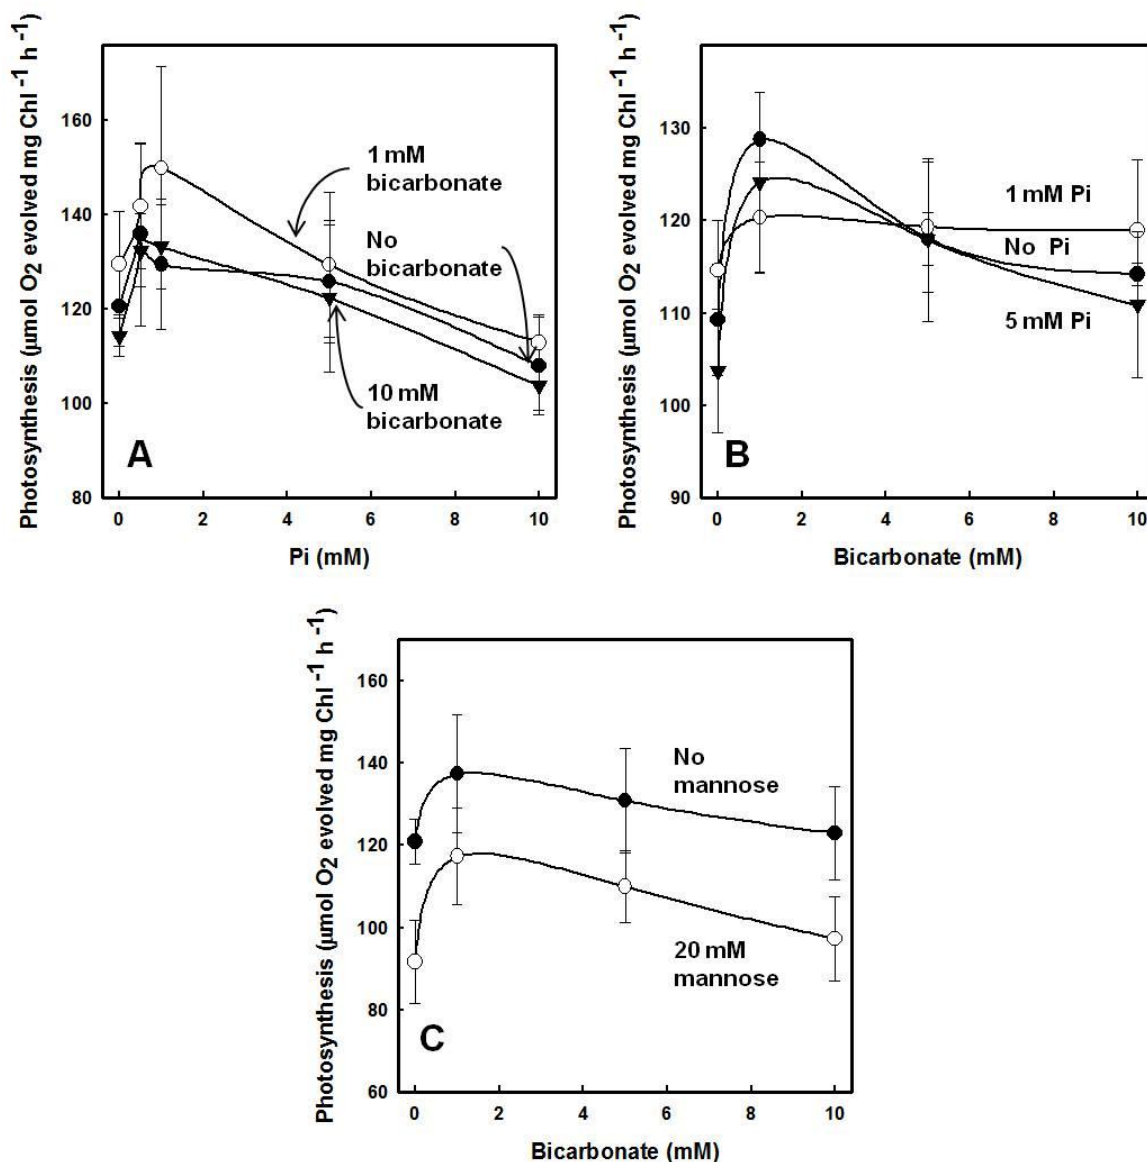 Photosynthesis (µmol O2 evolved mg Chl -1 h -1)
160
140
120
100
80
1 mM
bicarbonate
No
bicarbonate
10 mM
bicarbonate
A
0 2 4 6 8 10
Pi (mM)
Photosynthesis (µmol O2 evolved mg Chl -1 h -1)
130
120
110
100
90
1 mM Pi
No Pi
5 mM Pi
B
0 2 4 6 8 10
Bicarbonate (mM)
Photosynthesis (µmol O2 evolved mg Chl -1 h -1)
160
140
120
100
80
60
No
mannose
20 mM
mannose
C
0 2 4 6 8 10
Bicarbonate (mM)